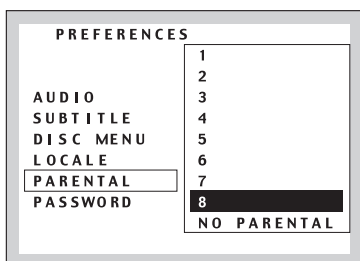 PREFERENCES
AUDIO
SUBTITLE
DISC MENU
LOCALE
PARENTAL
PASSWORD
1
2
3
4
5
6
7
8
NO PARENTAL